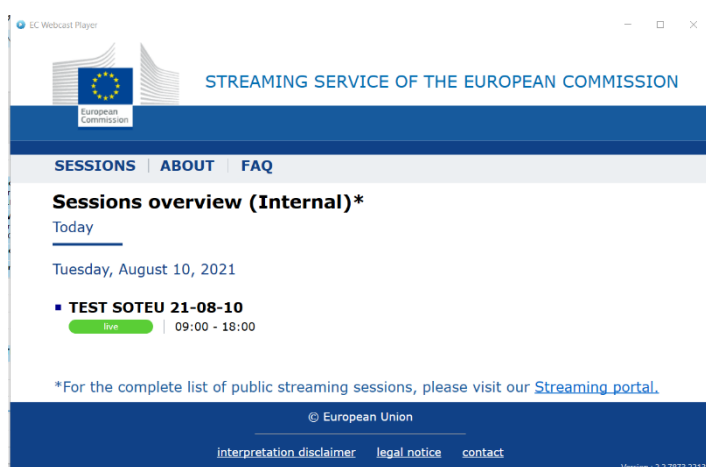 EC Webcast Player
STREAMING SERVICE OF THE EUROPEAN COMMISSION
European
Commission
SESSIONS ABOUT FAQ
Sessions overview (Internal)*
Today
Tuesday, August 10, 2021
TEST SOTEU 21-08-10
live 09:00 - 18:00
*For the complete list of public streaming sessions, please visit our Streaming portal.
© European Union
interpretation disclaimer legal notice contact